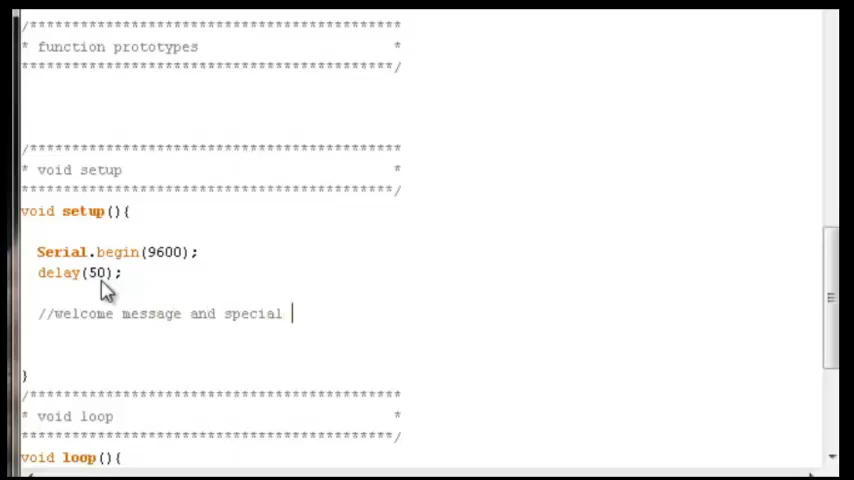 /********************************************
* function prototypes *
********************************************/
/********************************************
* void setup *
********************************************/
void setup(){
Serial.begin(9600);
delay(50);
//welcome message and special
}
/********************************************
* void loop *
********************************************/
void loop(){